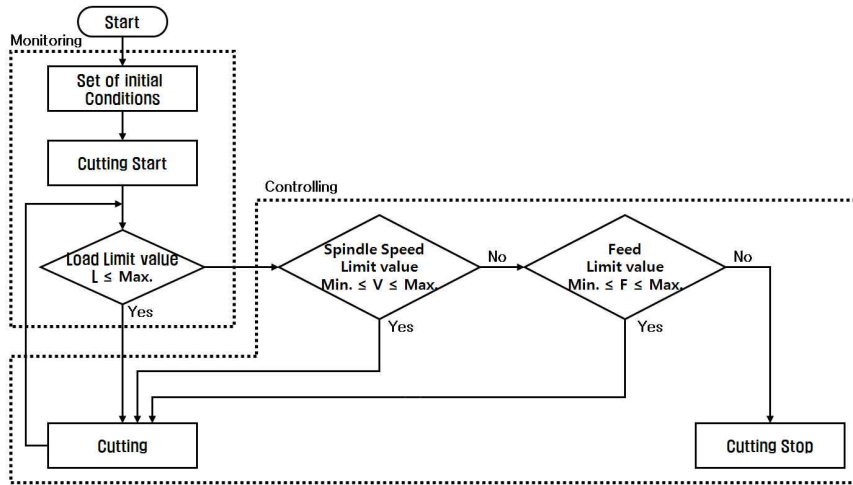 Start
Monitoring
Set of initial
Conditions
Cutting Start
Controlling
Load Limit value
L ≤ Max.
Yes
Spindle Speed
Limit value
Min. ≤ V ≤ Max.
No
Yes
Feed
Limit value
Min. ≤ F ≤ Max.
No
Yes
Cutting
Cutting Stop